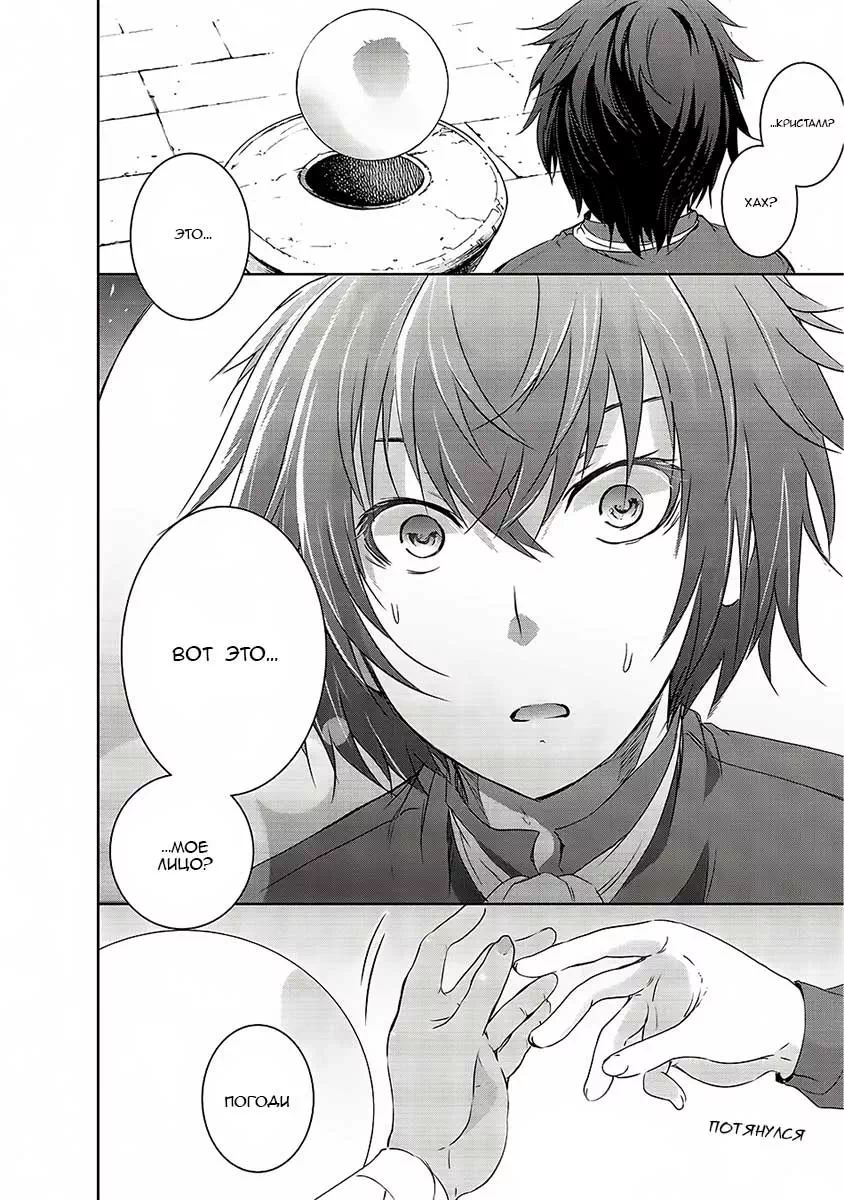 ...КРИСТАЛЛ?
ХАХ?
ЭТО...
ВОТ ЭТО...
...МОЕ
ЛИЦО?
ПОГОДИ
ПОТЯНУЛСЯ